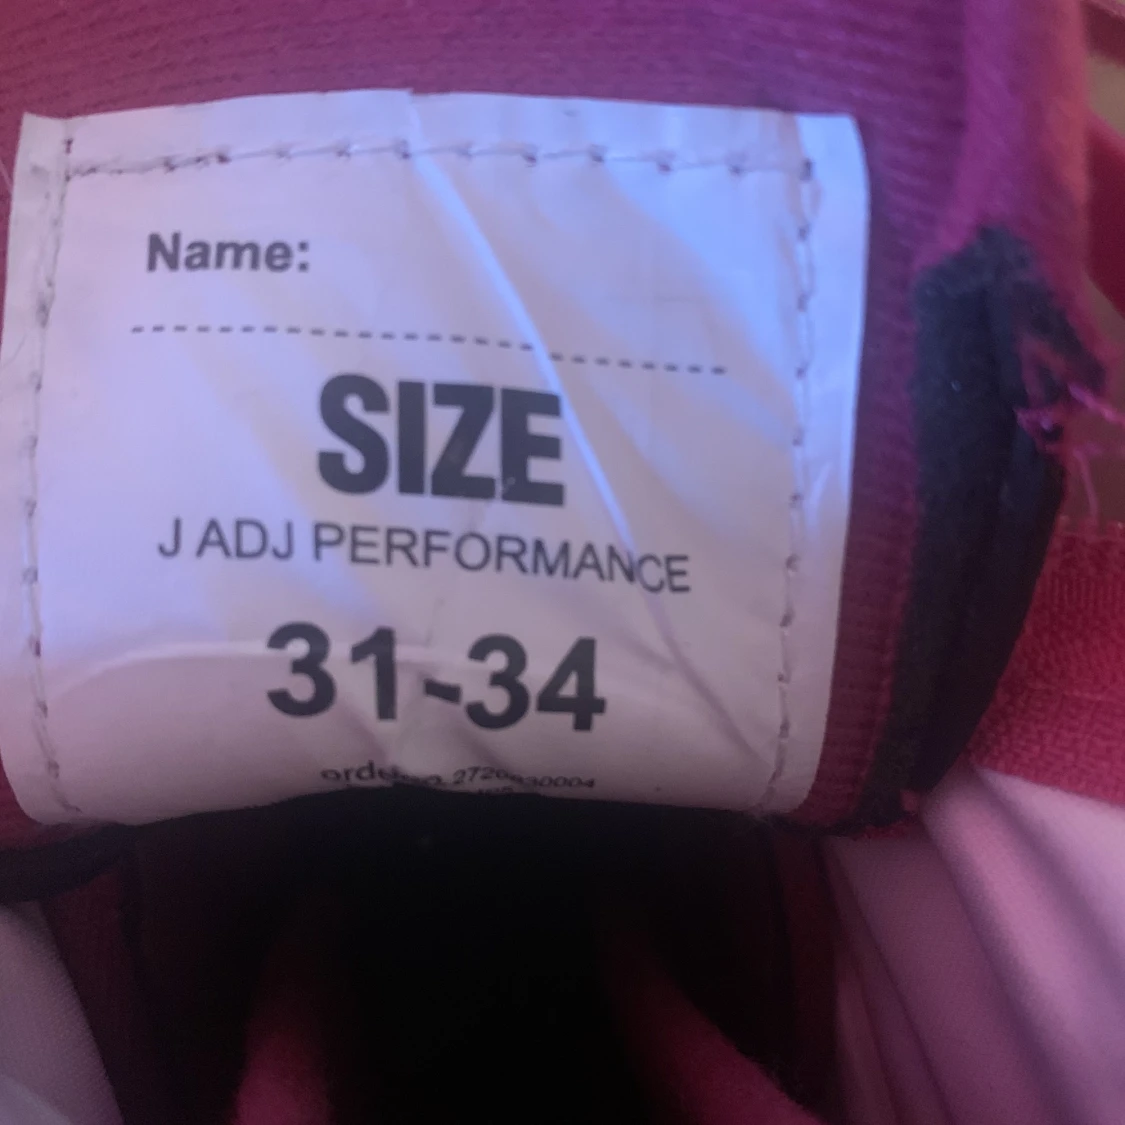 Name:
SIZE
J ADJ PERFORMANCE
31-34